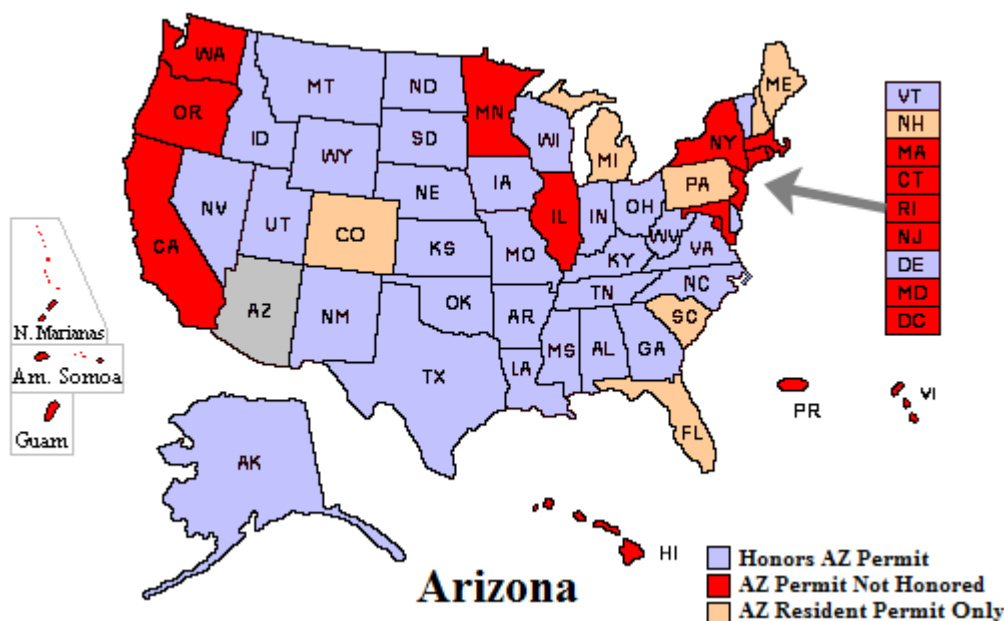 WA
MT
ND
MN
ME
VT
OR
ID
SD
WI
NY
NH
WY
MI
MA
NV
NE
IA
PA
CT
UT
CO
IL
IN
OH
RI
CA
KS
MO
WV
VA
NJ
KY
DE
AZ
NM
OK
TN
NC
MD
AR
SC
DC
N. Marianas
MS
AL
GA
TX
LA
Am. Somoa
PR
VI
Guam
FL
AK
HI
Arizona
Honors AZ Permit
AZ Permit Not Honored
AZ Resident Permit Only